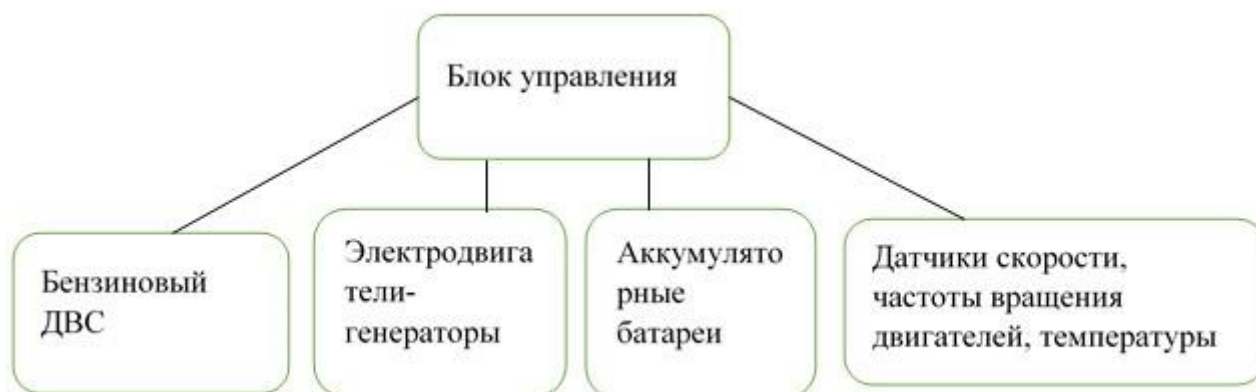 Блок управления
Бензиновый
ДВС
Электродвига
тели-
генераторы
Аккумулято
рные
батареи
Датчики скорости,
частоты вращения
двигателей, температуры